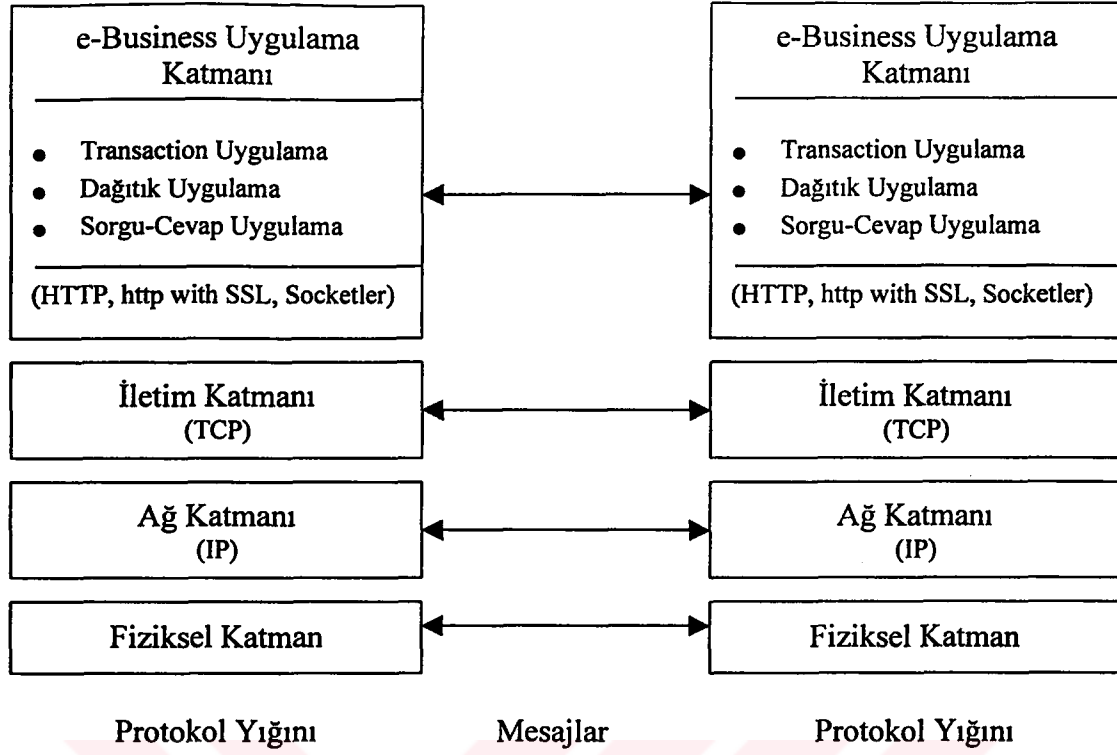 e-Business Uygulama
Katmanı
• Transaction Uygulama
• Dağıtık Uygulama
• Sorgu-Cevap Uygulama
(HTTP, http with SSL, Socketler)
e-Business Uygulama
Katmanı
• Transaction Uygulama
• Dağıtık Uygulama
• Sorgu-Cevap Uygulama
(HTTP, http with SSL, Socketler)
İletim Katmanı
(TCP)
İletim Katmanı
(TCP)
Ağ Katmanı
(IP)
Ağ Katmanı
(IP)
Fiziksel Katman
Fiziksel Katman
Protokol Yığını
Mesajlar
Protokol Yığını